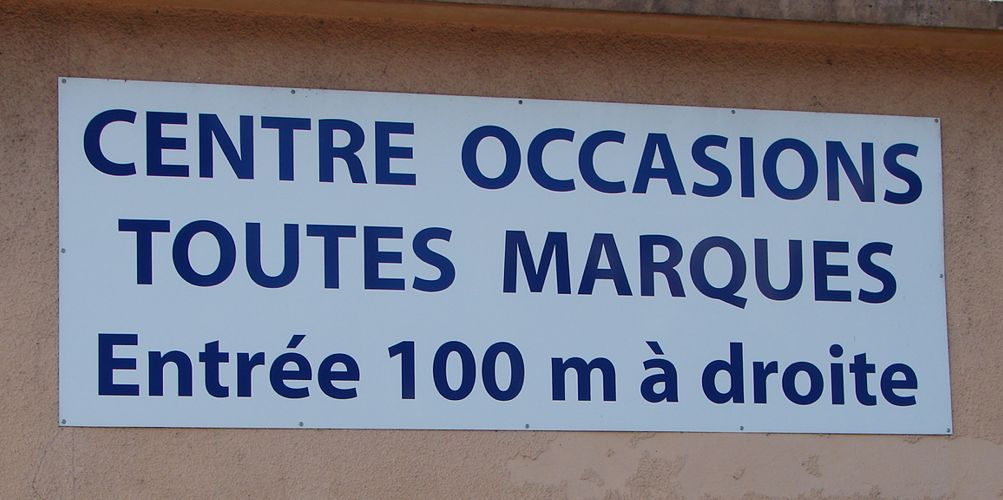 CENTRE OCCASIONS
TOUTES MARQUES
Entrée 100 m à droite